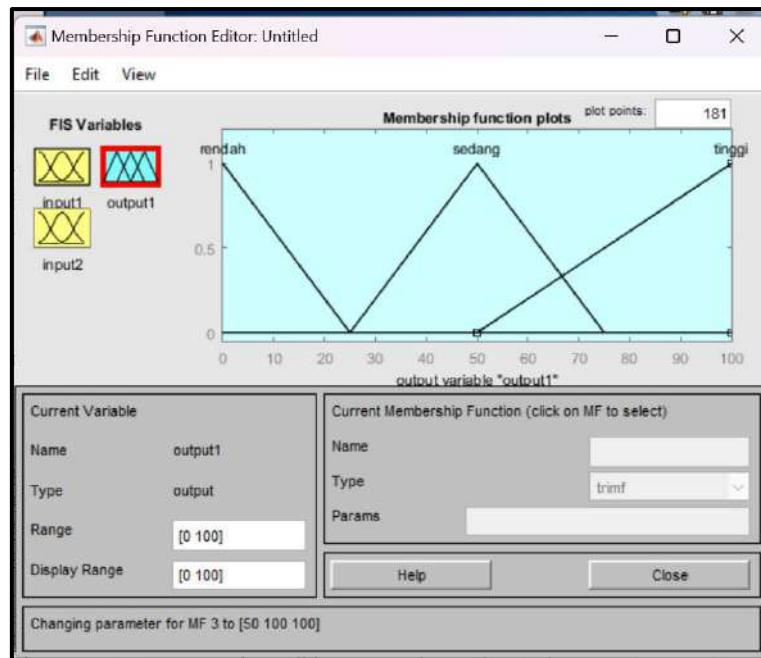 Membership Function Editor: Untitled
File Edit View
FIS Variables
Membership function plots plot points: 181
rendah sedang tinggi
input1 output1
input2
1
0.5
0
0 10 20 30 40 50 60 70 80 90 100
output variable "output1"
Current Variable
Name output1
Type output
Range [0 100]
Display Range [0 100]
Current Membership Function (click on MF to select)
Name
Type trimf
Params
Help Close
Changing parameter for MF 3 to [50 100 100]